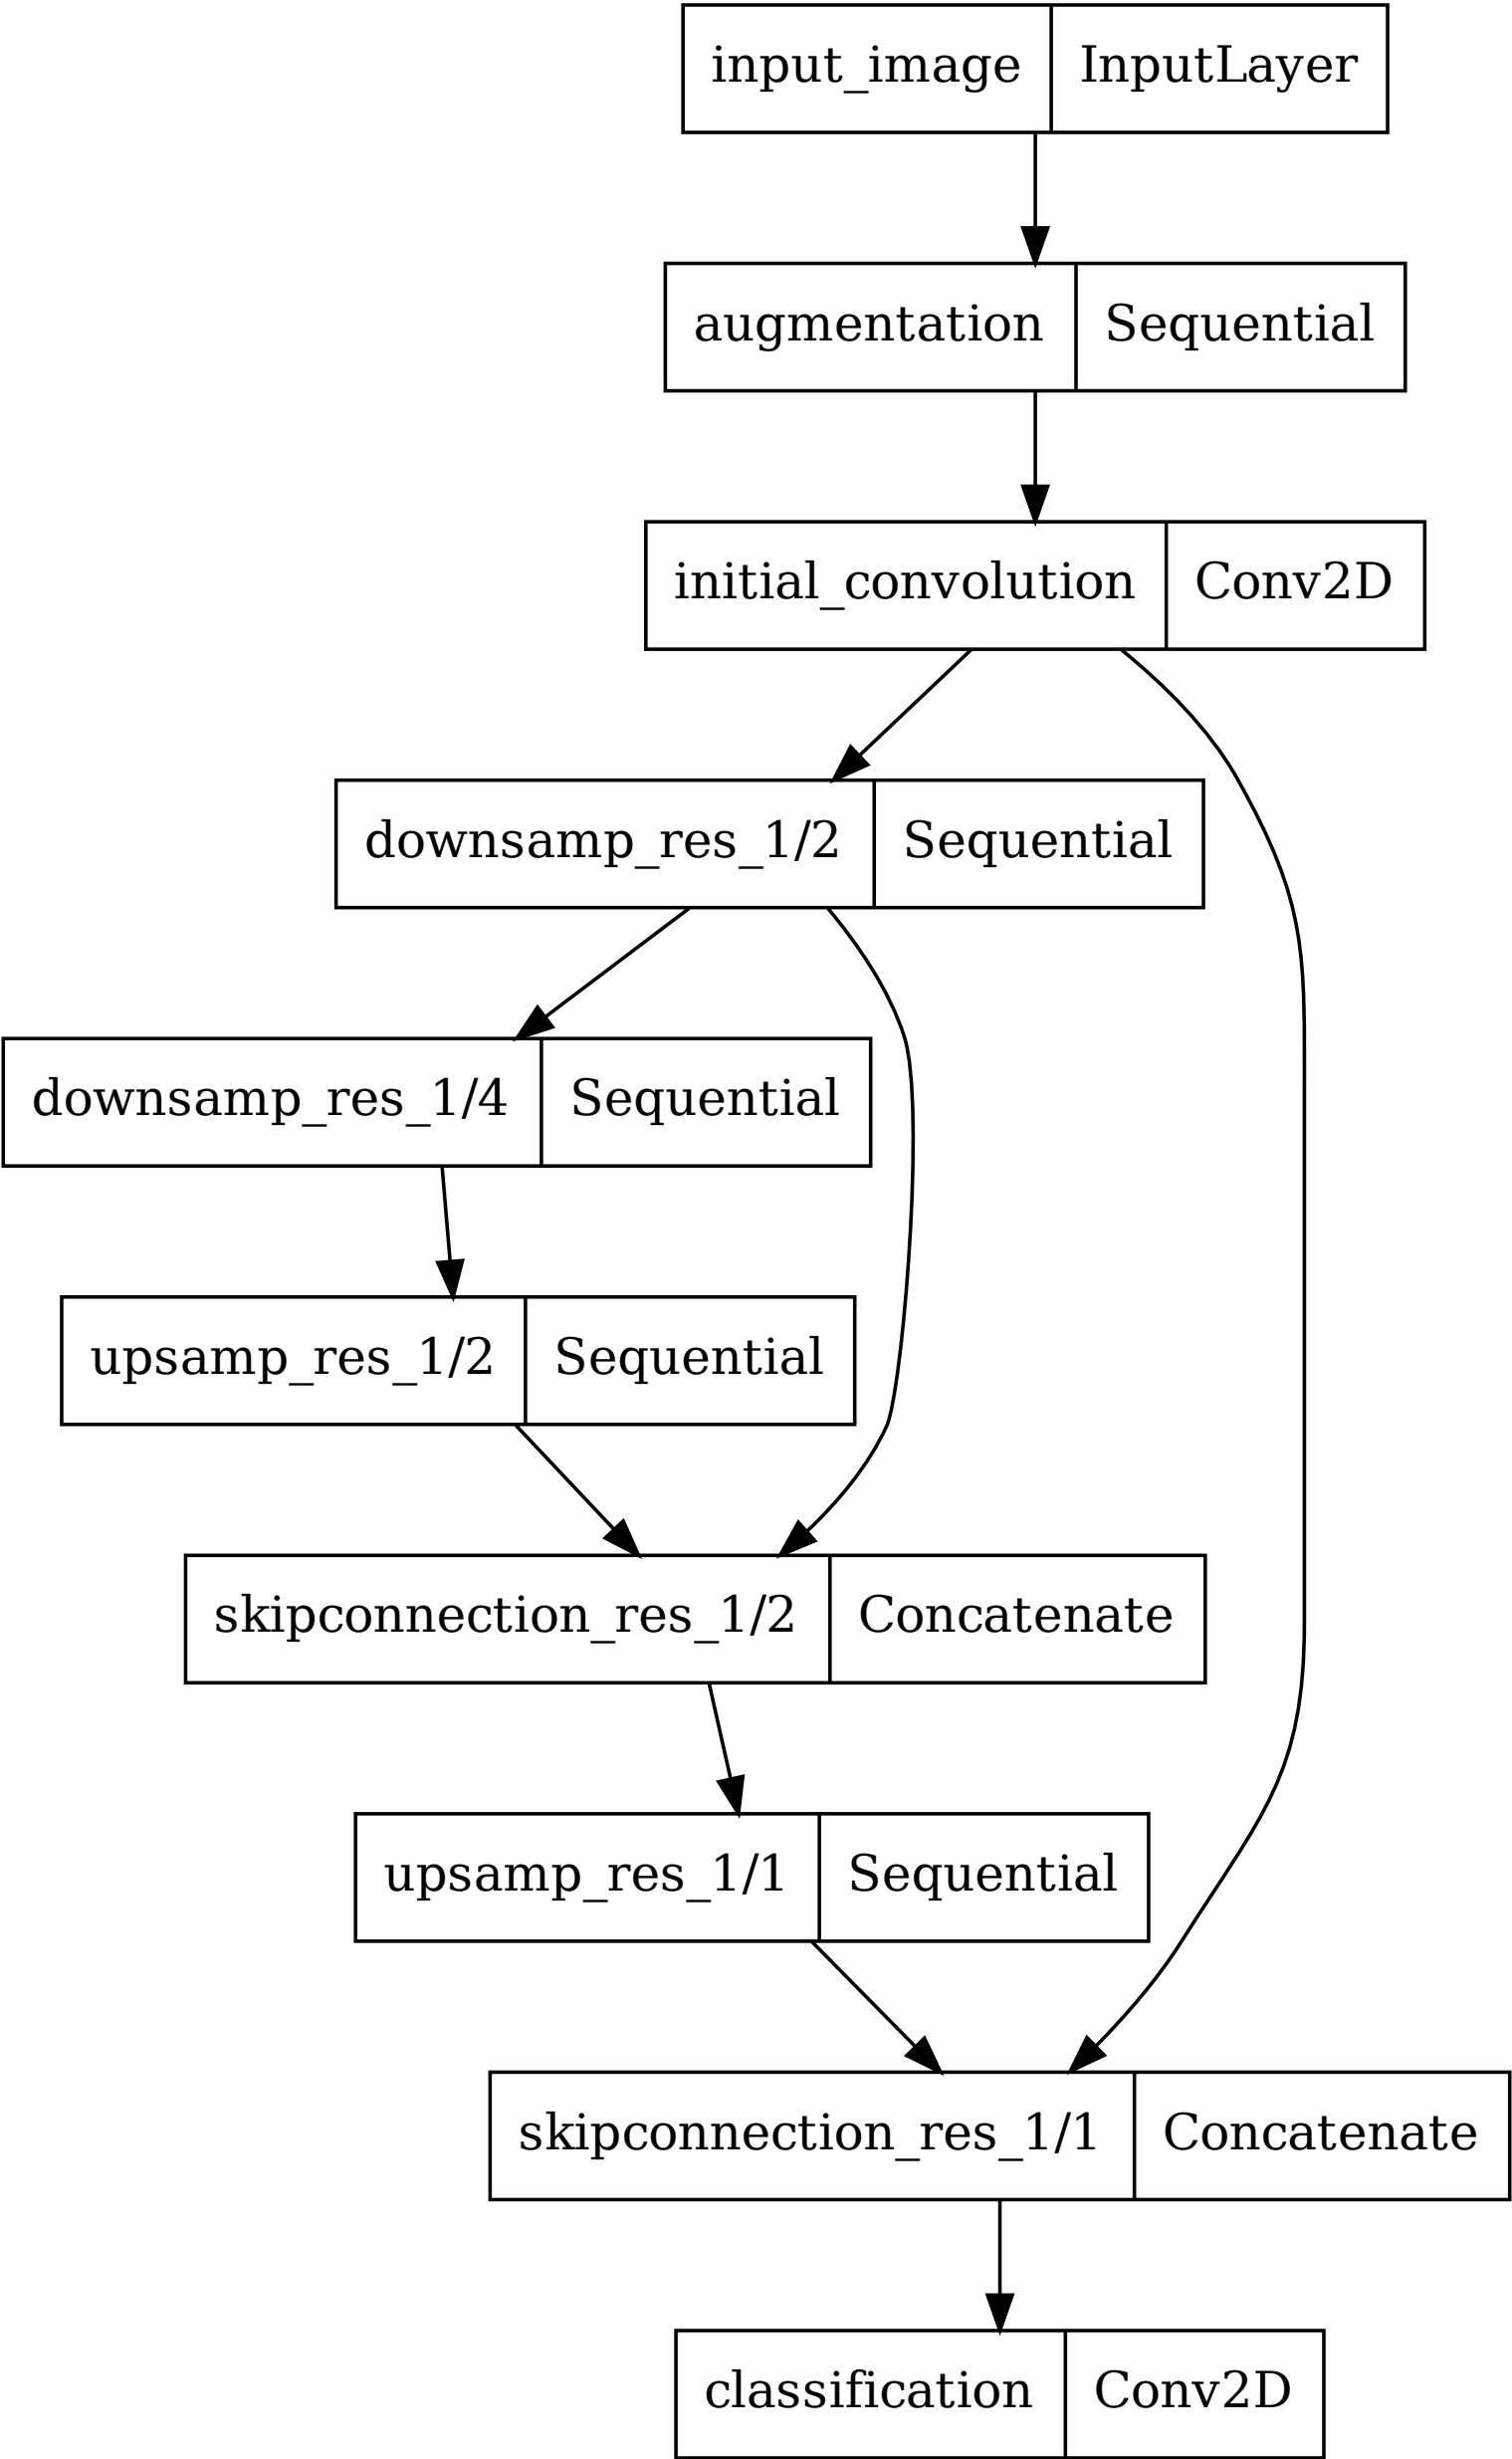 input_image InputLayer
augmentation Sequential
initial_convolution Conv2D
downsamp_res_1/2 Sequential
downsamp_res_1/4 Sequential
upsamp_res_1/2 Sequential
skipconnection_res_1/2 Concatenate
upsamp_res_1/1 Sequential
skipconnection_res_1/1 Concatenate
classification Conv2D